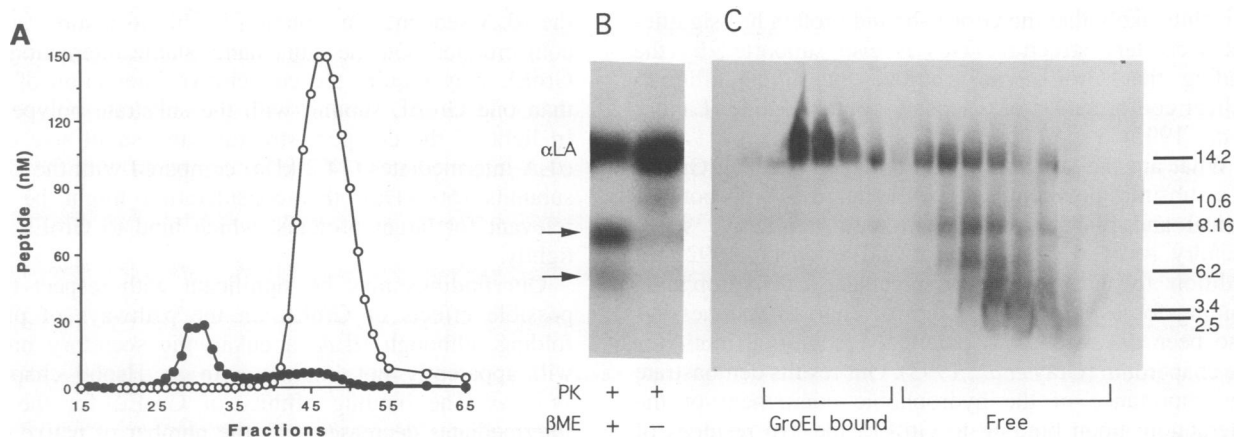 A
B
C
150
120
90
60
30
0
Peptide (nM)
15 25 35 45 55 65
Fractions
αLA
PK + −
βME + −
GroEL bound
Free
14.2
10.6
8.16
6.2
3.4
2.5